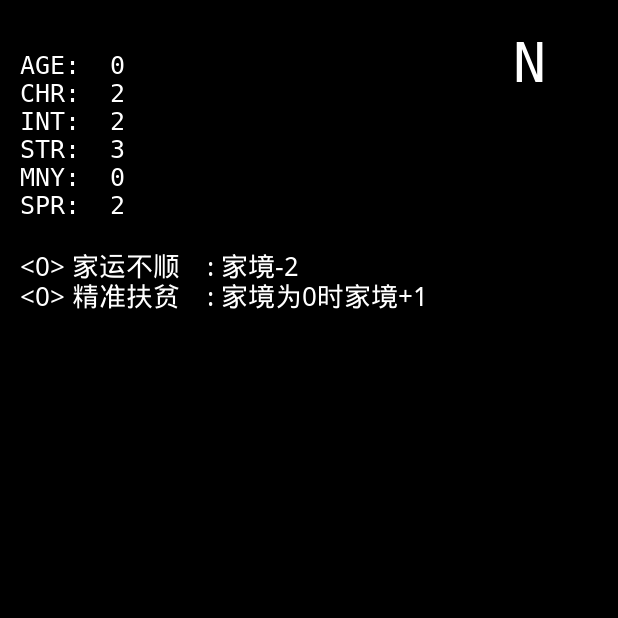 N
AGE: 0
CHR: 2
INT: 2
STR: 3
MNY: 0
SPR: 2
<0> 家运不顺 : 家境-2
<0> 精准扶贫 : 家境为0时家境+1